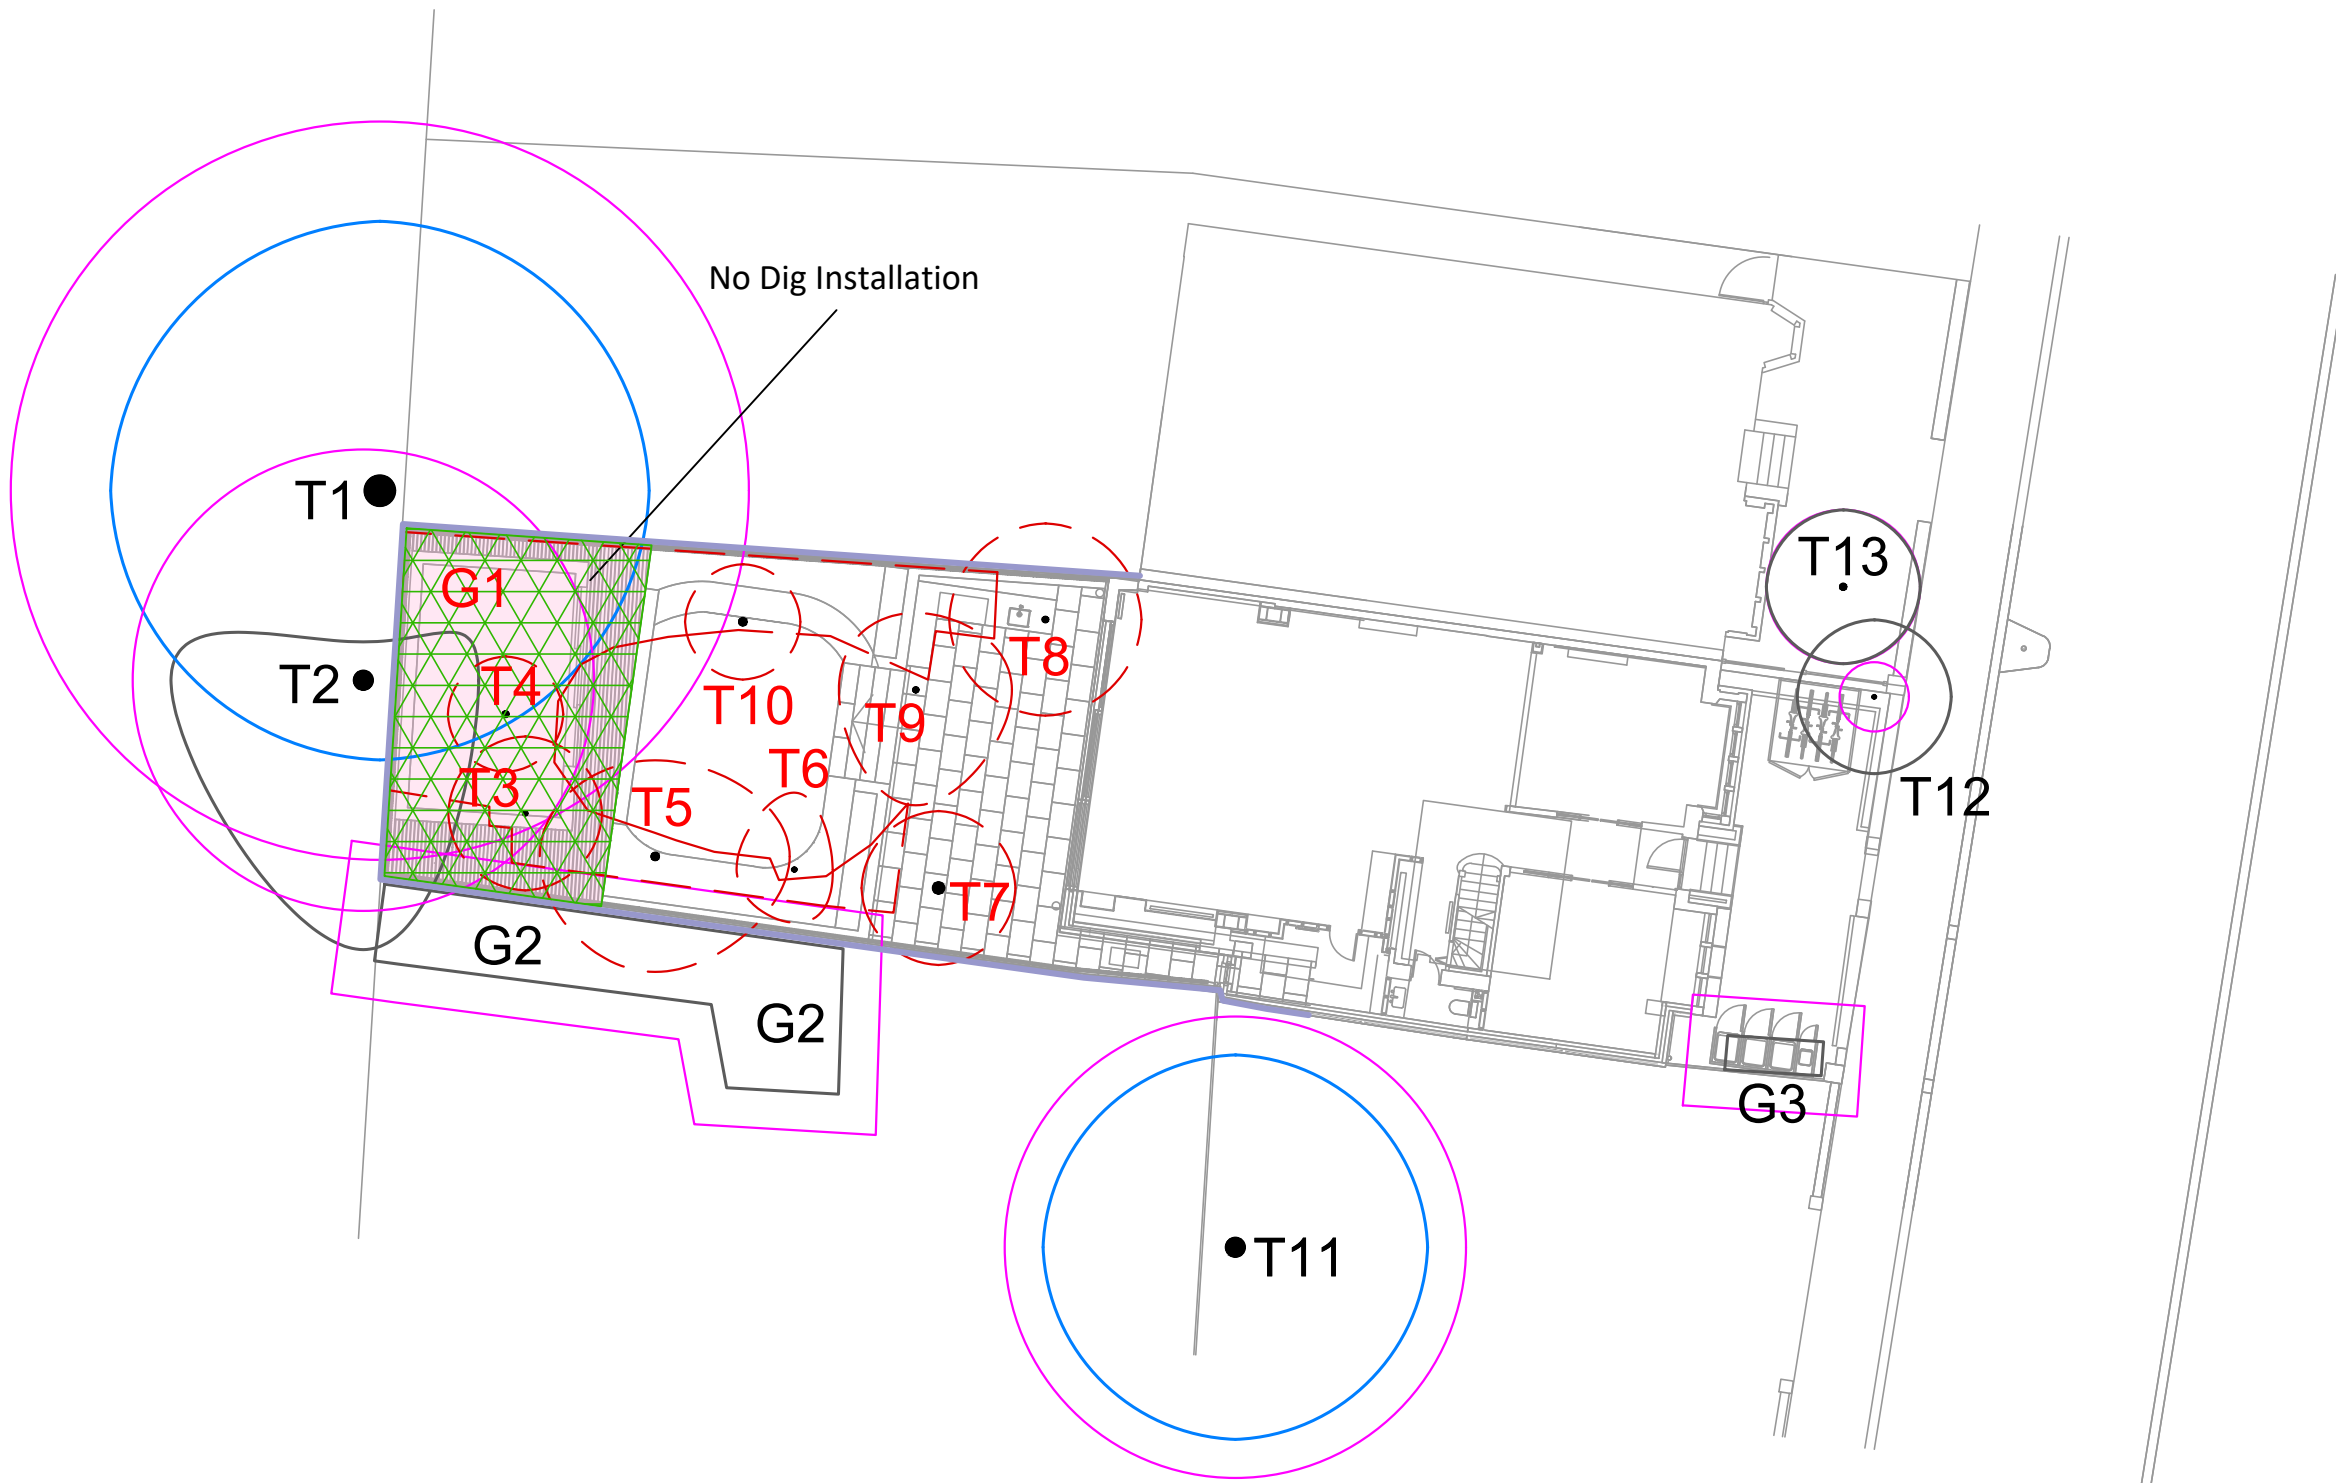 No Dig Installation
T1
T13
G1
T8
T2
T4
T10
T9
T6
T3
T5
T12
T7
G2
G2
G3
T11